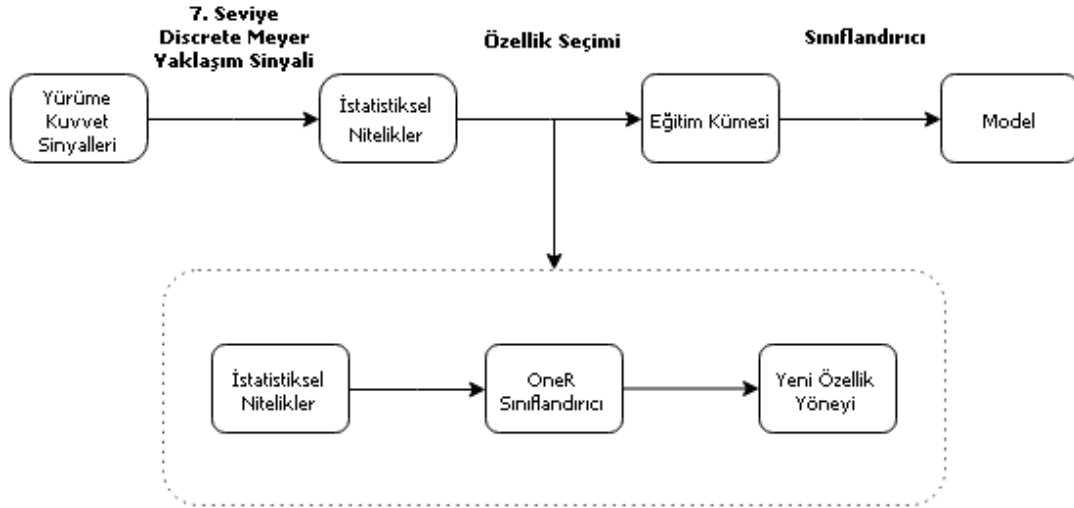 7. Seviye
Discrete Meyer
Yaklaşım Sinyali
Özellik Seçimi
Sınıflandırıcı
Yürüme
Kuvvet
Sinyalleri
İstatistiksel
Nitelikler
Eğitim Kümesi
Model
İstatistiksel
Nitelikler
OneR
Sınıflandırıcı
Yeni Özellik
Yöneyi